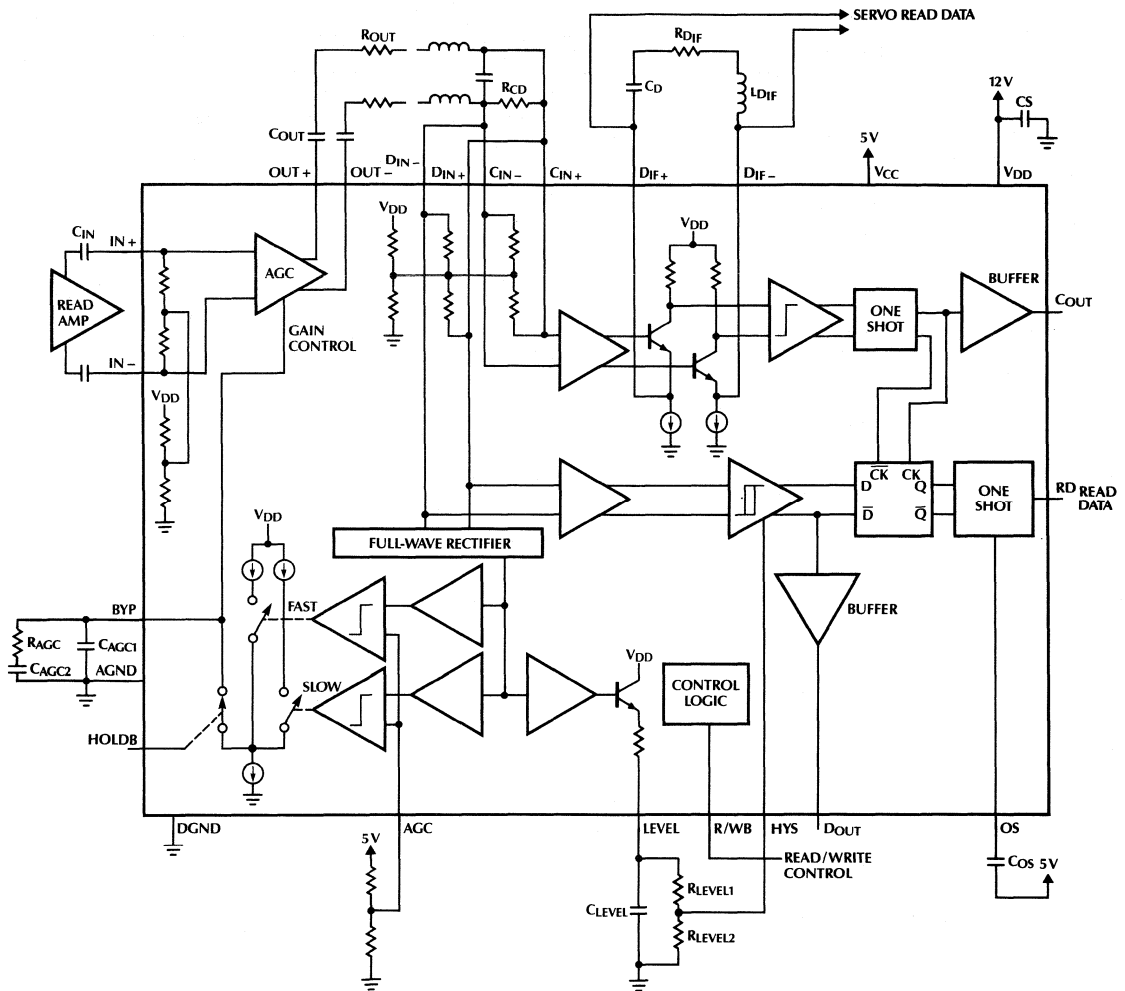 SERVO READ DATA
ROUT
RDIF
CD
LDIF
RCD
12V
CS
COUT
5V
OUT+
OUT−
DIN−
DIN+
CIN−
CIN+
DIF+
DIF−
VCC
VDD
CIN
IN+
VDD
VDD
AGC
BUFFER
READ AMP
ONE SHOT
COUT
GAIN CONTROL
IN−
VDD
D
CK
CK
Q
D
Q
ONE SHOT
RD READ DATA
VDD
FULL-WAVE RECTIFIER
BUFFER
BYP
FAST
RAGC
CAGC1
CAGC2
AGND
SLOW
VDD
CONTROL LOGIC
HOLDB
DGND
AGC
LEVEL
R/WB
HYS
DOUT
OS
5V
READ/WRITE CONTROL
COS
5V
CLEVEL
RLEVEL1
RLEVEL2